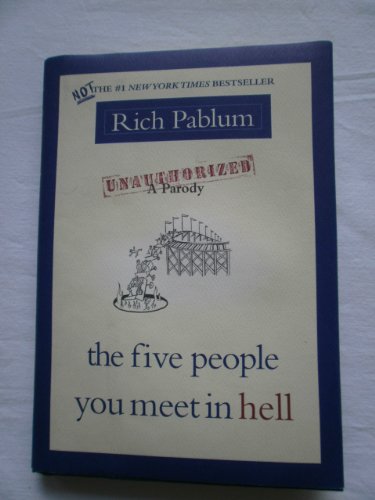 NOT THE #1 NEW YORK TIMES BESTSELLER
Rich Pablum
UNAUTHORIZED
A Parody
the five people
you meet in hell